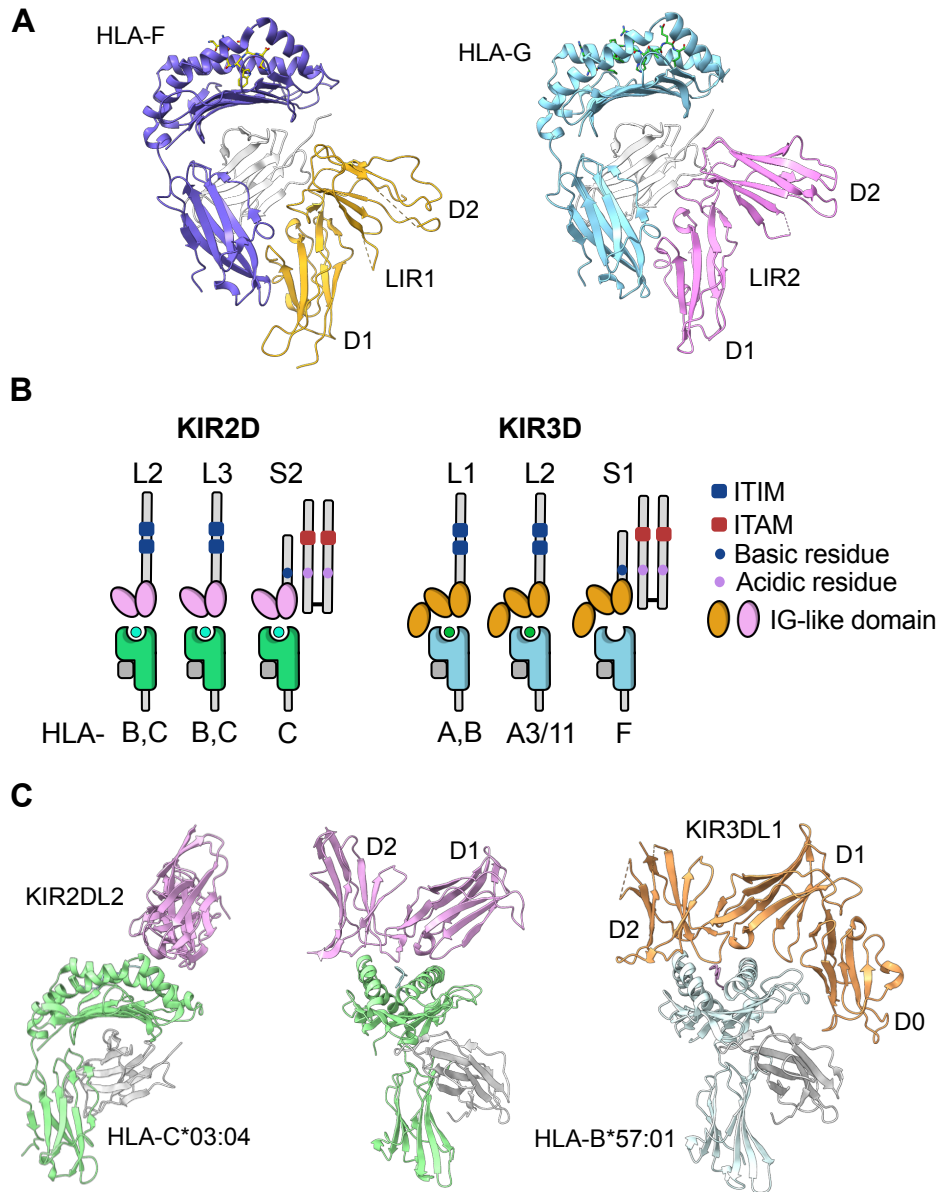 A
HLA-F
HLA-G
D2
D2
LIR1
LIR2
D1
D1
B
KIR2D
KIR3D
L2 L3 S2
L1 L2 S1
ITIM
ITAM
Basic residue
Acidic residue
IG-like domain
HLA- B,C B,C C
A,B A3/11 F
C
KIR2DL2
D2
D1
KIR3DL1
D1
D2
D0
HLA-C*03:04
HLA-B*57:01